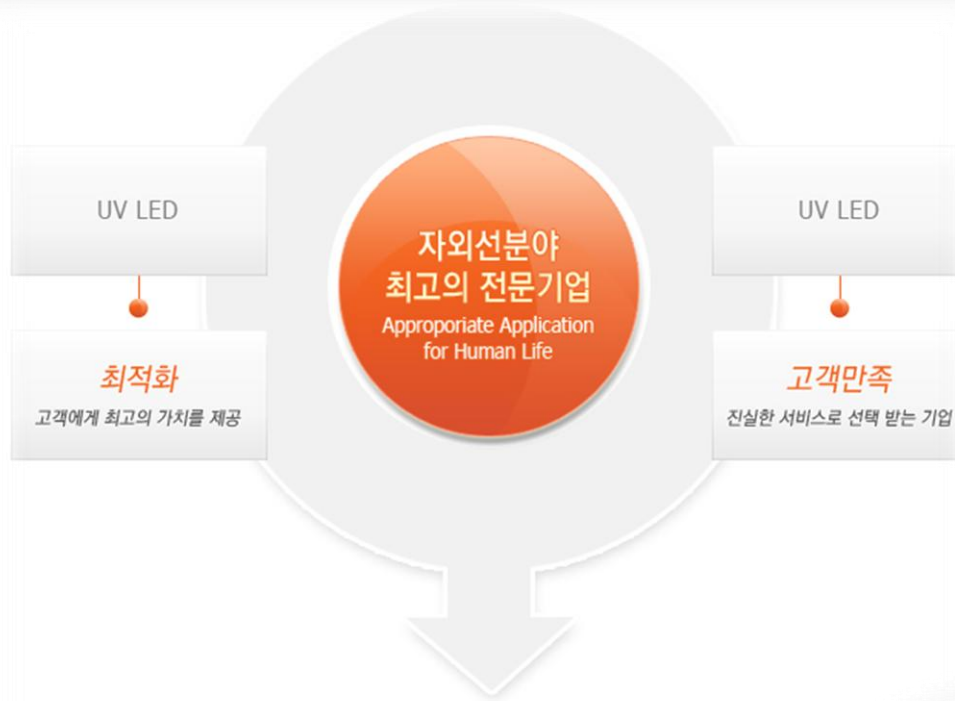 UV LED
최적화
고객에게 최고의 가치를 제공
자외선분야
최고의 전문기업
Approporiate Application
for Human Life
UV LED
고객만족
진실한 서비스로 선택 받는 기업